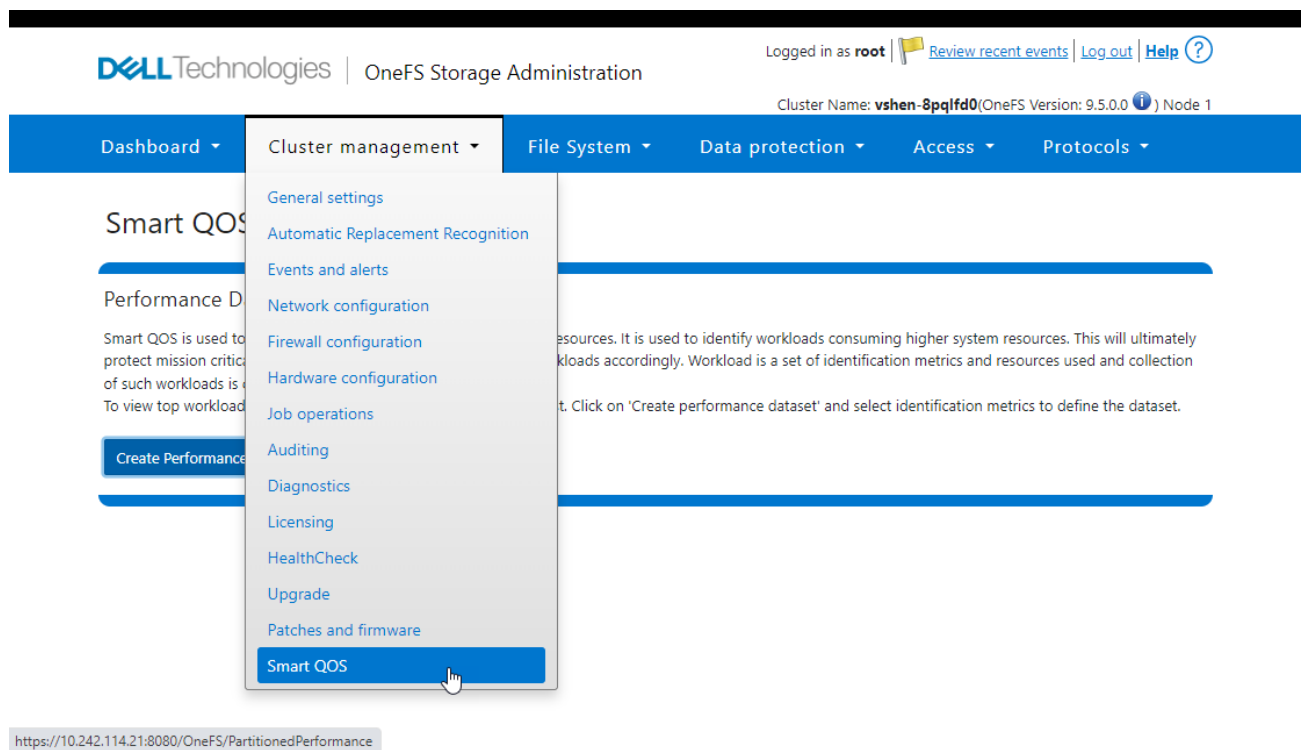 DELL Technologies | OneFS Storage Administration
Logged in as root | Review recent events | Log out | Help ?
Cluster Name: vshen-8pqlfd0(OneFS Version: 9.5.0.0 i ) Node 1
Dashboard Cluster management File System Data protection Access Protocols
General settings
Automatic Replacement Recognition
Events and alerts
Network configuration
Firewall configuration
Hardware configuration
Job operations
Auditing
Diagnostics
Licensing
HealthCheck
Upgrade
Patches and firmware
Smart QOS
Smart QOS
Performance D
Smart QOS is used to esources. It is used to identify workloads consuming higher system resources. This will ultimately
protect mission critic kloads accordingly. Workload is a set of identification metrics and resources used and collection
of such workloads is
To view top workload t. Click on 'Create performance dataset' and select identification metrics to define the dataset.
Create Performance
https://10.242.114.21:8080/OneFS/PartitionedPerformance